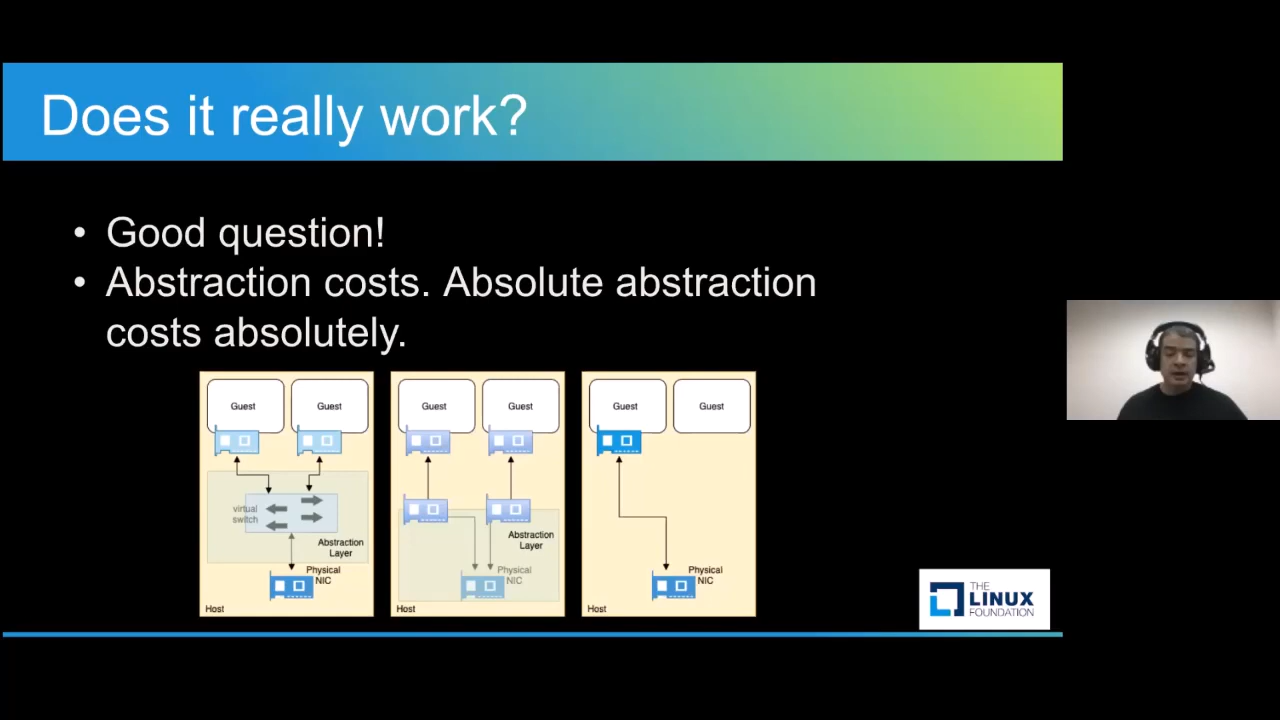 Does it really work?
• Good question!
• Abstraction costs. Absolute abstraction
costs absolutely.
Guest
Guest
virtual
switch
Abstraction
Layer
Physical
NIC
Host
Guest
Guest
Abstraction
Layer
Physical
NIC
Host
Guest
Guest
Physical
NIC
Host
THE
LINUX
FOUNDATION